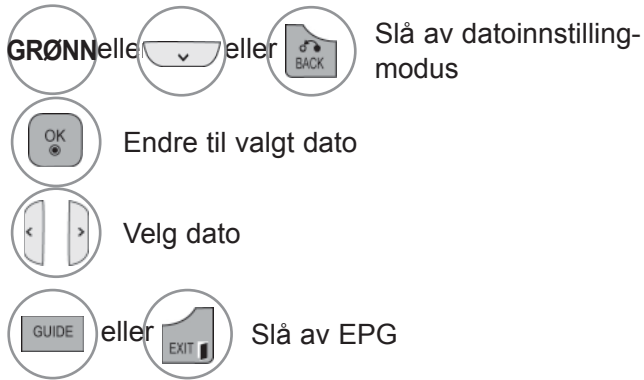 GRØNN eller eller BACK Slå av datoinnstilling-
modus
OK Endre til valgt dato
Velg dato
GUIDE eller EXIT Slå av EPG